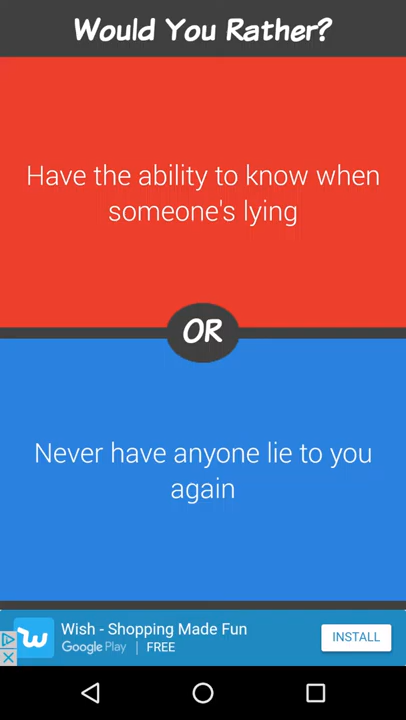 Would You Rather?
Have the ability to know when
someone's lying
OR
Never have anyone lie to you
again
Wish - Shopping Made Fun
Google Play | FREE
INSTALL